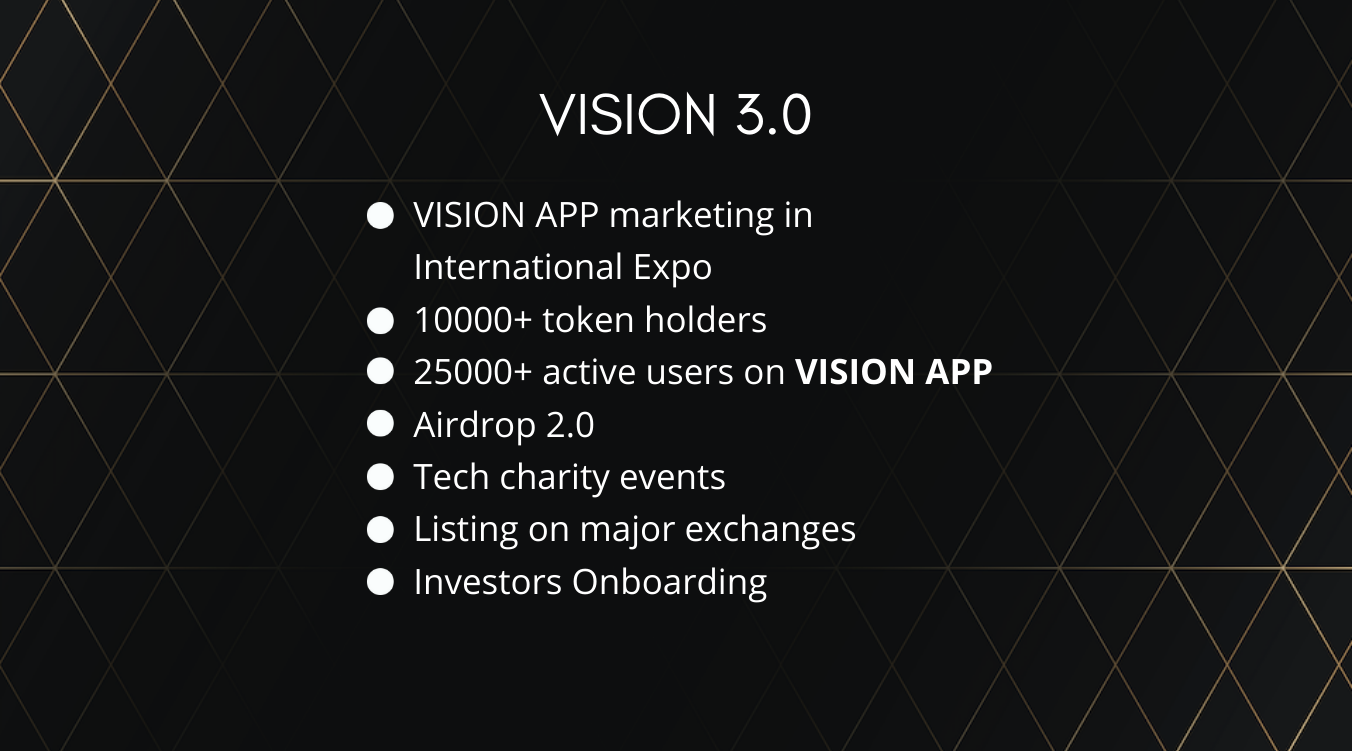 VISION 3.0
● VISION APP marketing in
International Expo
● 10000+ token holders
● 25000+ active users on VISION APP
● Airdrop 2.0
● Tech charity events
● Listing on major exchanges
● Investors Onboarding